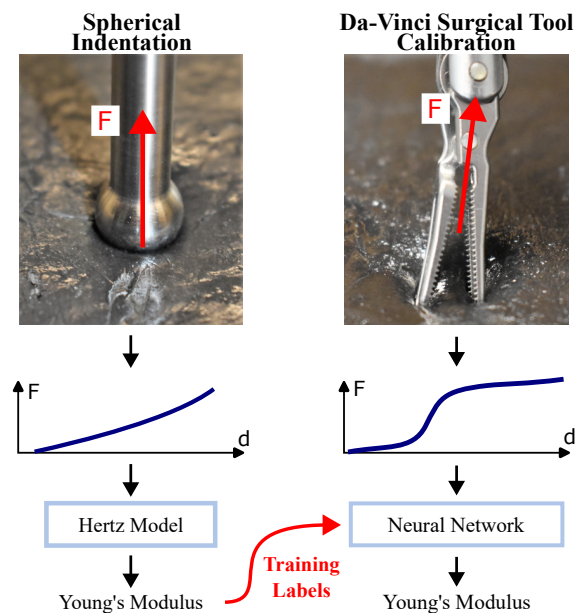 Spherical
Indentation
Da-Vinci Surgical Tool
Calibration
F
F
F
d
F
d
Hertz Model
Neural Network
Training
Labels
Young's Modulus
Young's Modulus